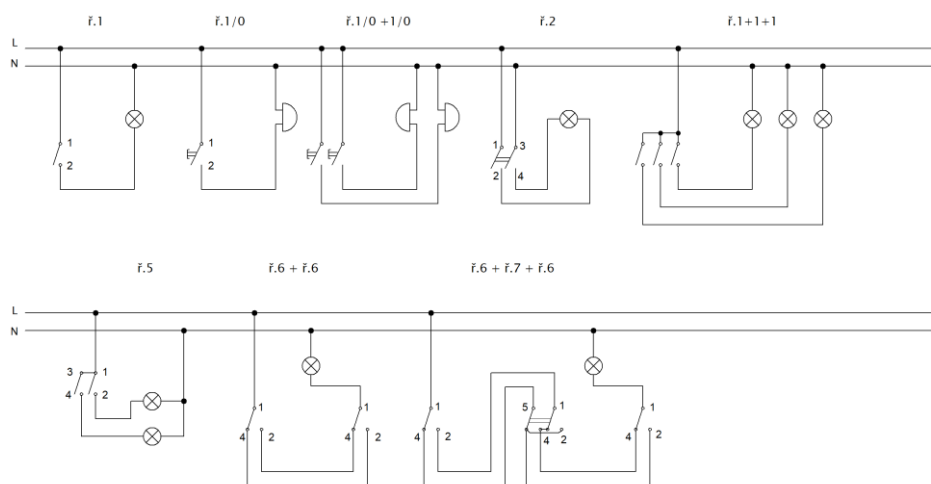 ř.1 ř.1/0 ř.1/0 +1/0 ř.2 ř.1+1+1
L
N
1 1 1 3
2 2 2 4
ř.5 ř.6 + ř.6 ř.6 + ř.7 + ř.6
L
N
3 1
4 2
1 1 1 5 1 1
4 2 4 2 4 2 4 2 4 2